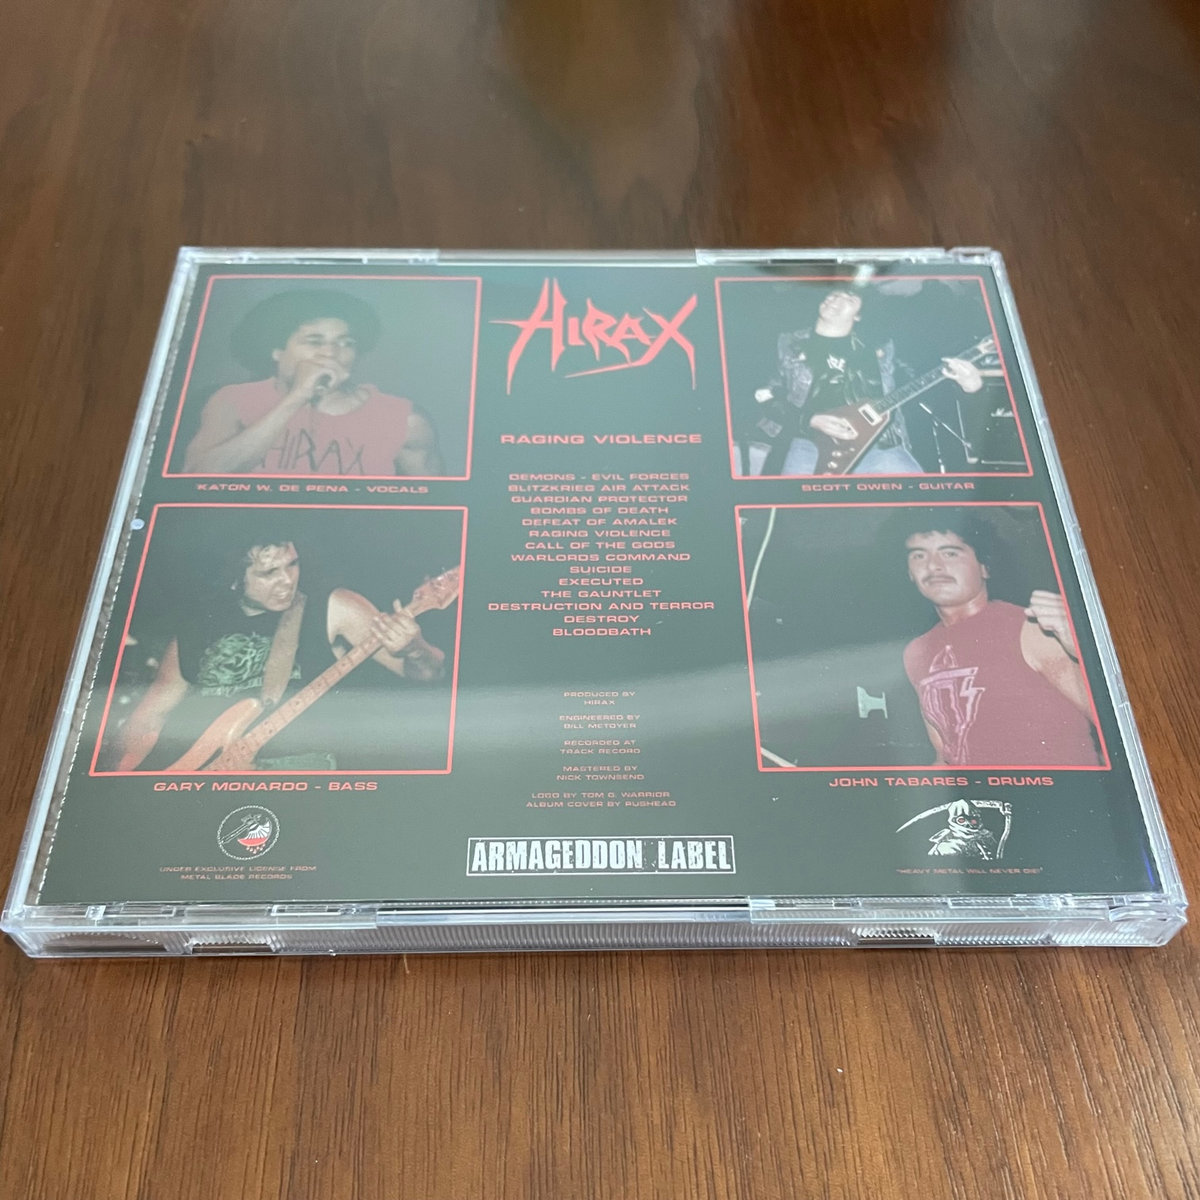 HIRAX
RAGING VIOLENCE
DEMONS - EVIL FORCES
BLITZKRIEG AIR ATTACK
GUARDIAN PROTECTOR
BOMBS OF DEATH
DEFEAT OF AMALEK
RAGING VIOLENCE
CALL OF THE GODS
WARLORDS COMMAND
SUICIDE
EXECUTED
THE GAUNTLET
DESTRUCTION AND TERROR
DESTROY
BLOODBATH
HIRAX
KATON W. DE PENA - VOCALS
SCOTT OWEN - GUITAR
GARY MONARDO - BASS
JOHN TABARES - DRUMS
PRODUCED BY
HIRAX
ENGINEERED BY
BILL METOYER
RECORDED AT
TRACK RECORD
MASTERED BY
NICK TOWNSEND
LOGO BY TOM G. WARRIOR
ALBUM COVER BY PUSHEAD
UNDER EXCLUSIVE LICENSE FROM
METAL BLADE RECORDS
ARMAGEDDON LABEL
"HEAVY METAL WILL NEVER DIE!"